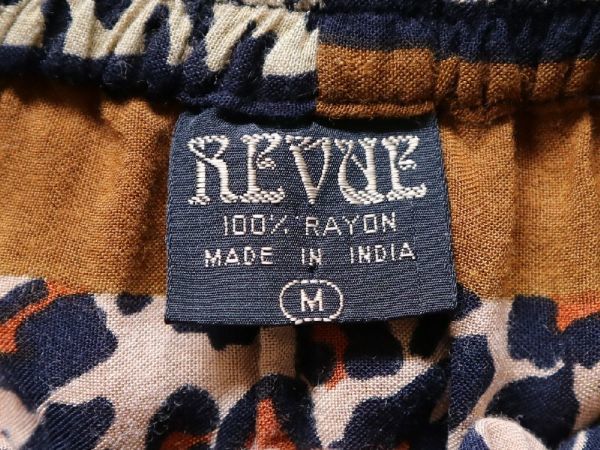 REVUE
100% RAYON
MADE IN INDIA
M